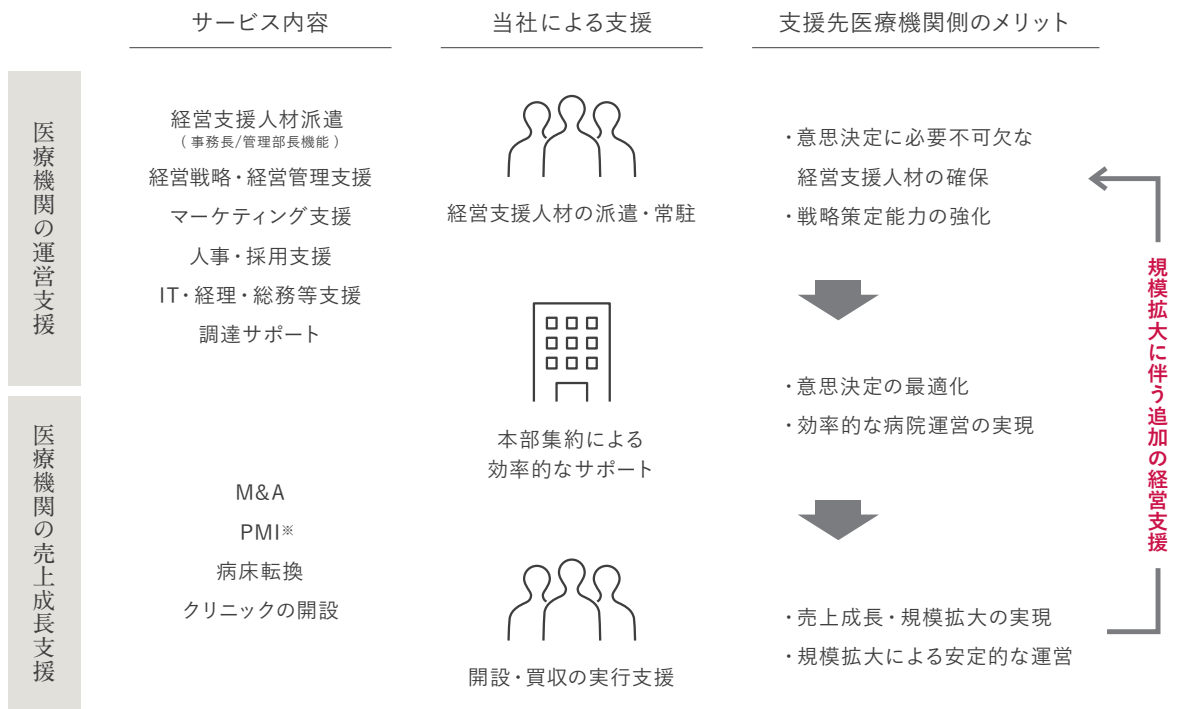 サービス内容
当社による支援
支援先医療機関側のメリット
医療機関の運営支援
経営支援人材派遣
( 事務長/管理部長機能 )
経営戦略・経営管理支援
マーケティング支援
人事・採用支援
IT・経理・総務等支援
調達サポート
経営支援人材の派遣・常駐
・意思決定に必要不可欠な
経営支援人材の確保
・戦略策定能力の強化
本部集約による
効率的なサポート
・意思決定の最適化
・効率的な病院運営の実現
医療機関の売上成長支援
M&A
PMI※
病床転換
クリニックの開設
開設・買収の実行支援
・売上成長・規模拡大の実現
・規模拡大による安定的な運営
規模拡大に伴う追加の経営支援